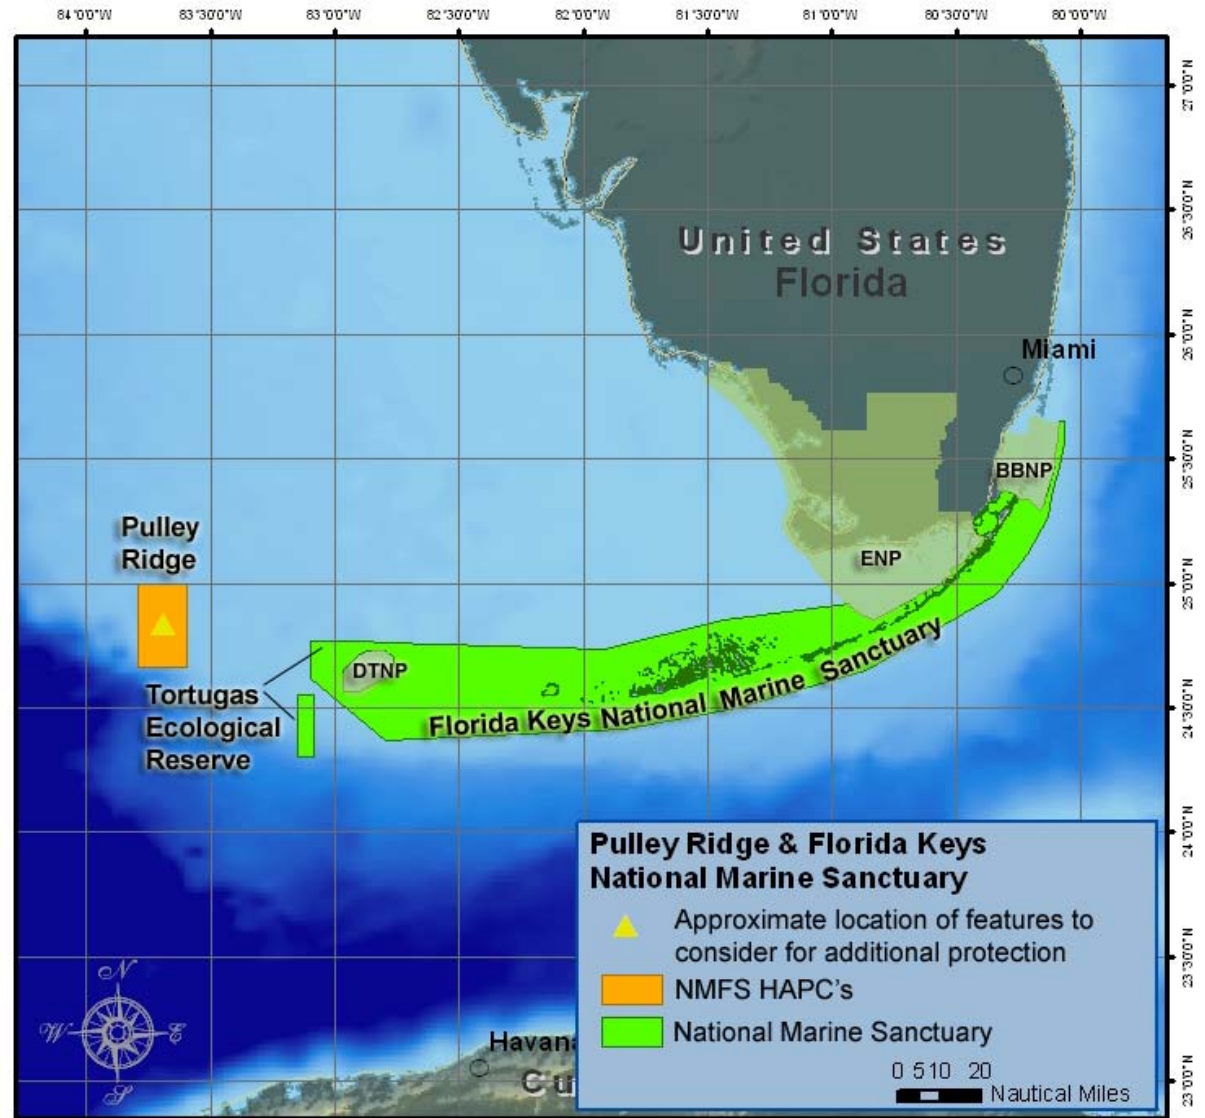 84°0'0"W 83°30'0"W 83°0'0"W 82°30'0"W 82°0'0"W 81°30'0"W 81°0'0"W 80°30'0"W 80°0'0"W
27°0'0"N
26°30'0"N
26°0'0"N
25°30'0"N
25°0'0"N
24°30'0"N
24°0'0"N
23°30'0"N
23°0'0"N
United States
Florida
Miami
BBNP
ENP
Pulley
Ridge
DTNP
Tortugas
Ecological
Reserve
Florida Keys National Marine Sanctuary
Havana
Cu
N
W
E
S
Pulley Ridge & Florida Keys
National Marine Sanctuary
Approximate location of features to
consider for additional protection
NMFS HAPC's
National Marine Sanctuary
0 5 10 20
Nautical Miles